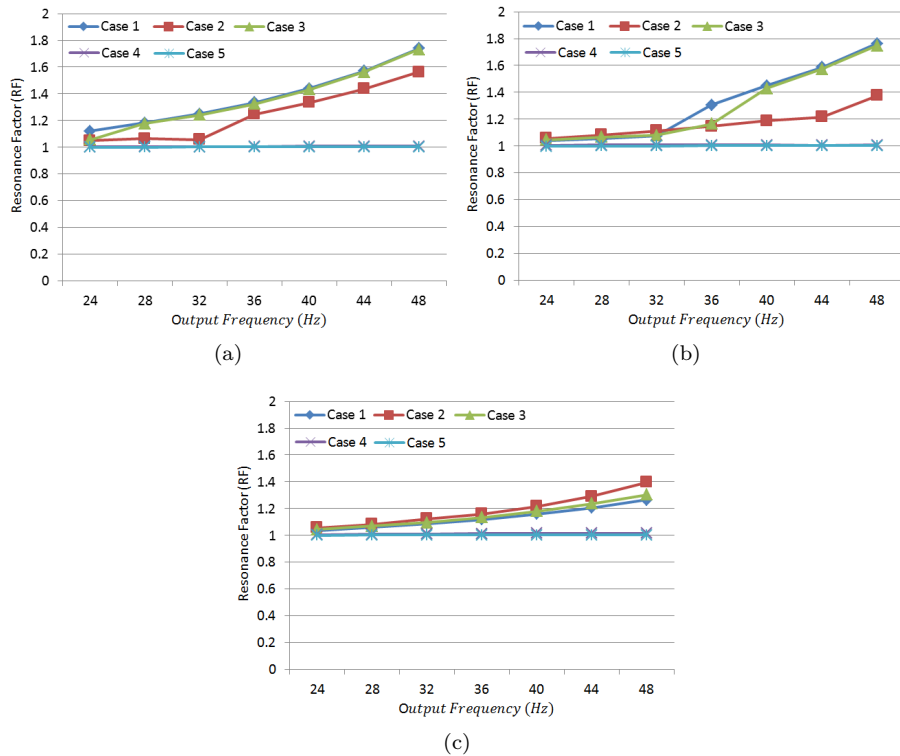 Case 1 Case 2 Case 3
Case 4 Case 5
Resonance Factor (RF)
2
1.8
1.6
1.4
1.2
1
0.8
0.6
0.4
0.2
0
24 28 32 36 40 44 48
Output Frequency (Hz)
(a)
Case 1 Case 2 Case 3
Case 4 Case 5
Resonance Factor (RF)
2
1.8
1.6
1.4
1.2
1
0.8
0.6
0.4
0.2
0
24 28 32 36 40 44 48
Output Frequency (Hz)
(b)
Case 1 Case 2 Case 3
Case 4 Case 5
Resonance Factor (RF)
2
1.8
1.6
1.4
1.2
1
0.8
0.6
0.4
0.2
0
24 28 32 36 40 44 48
Output Frequency (Hz)
(c)